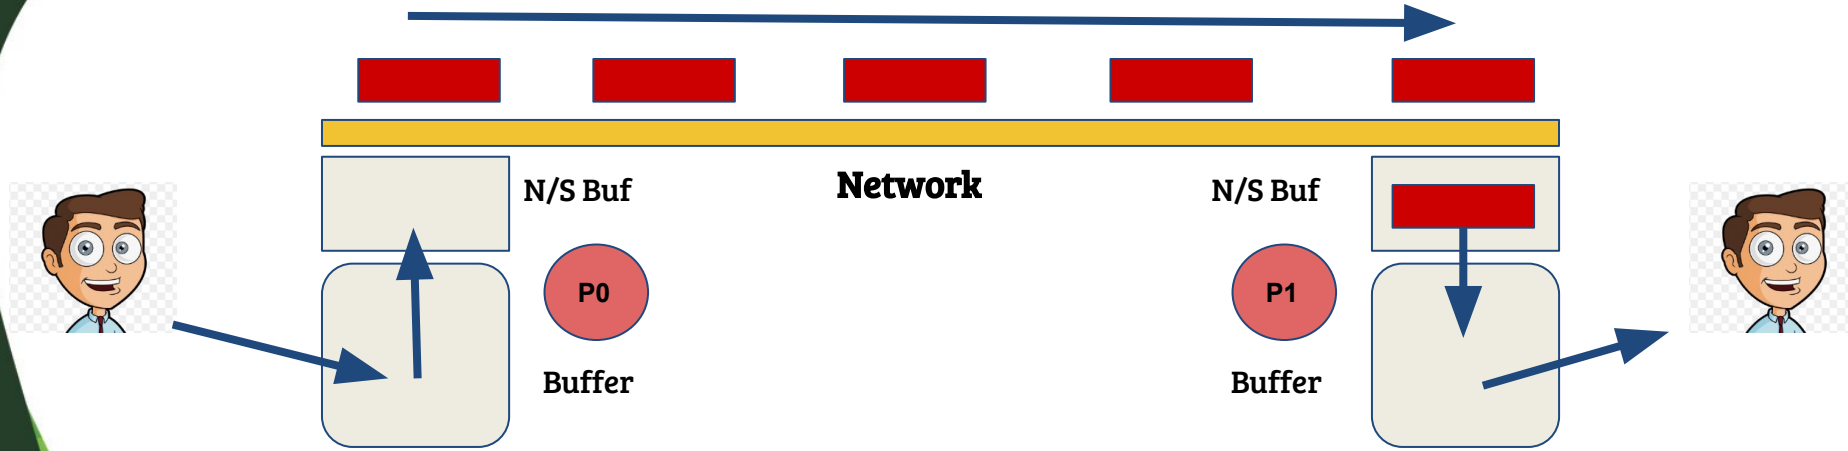 N/S Buf
Network
N/S Buf
P0
P1
Buffer
Buffer